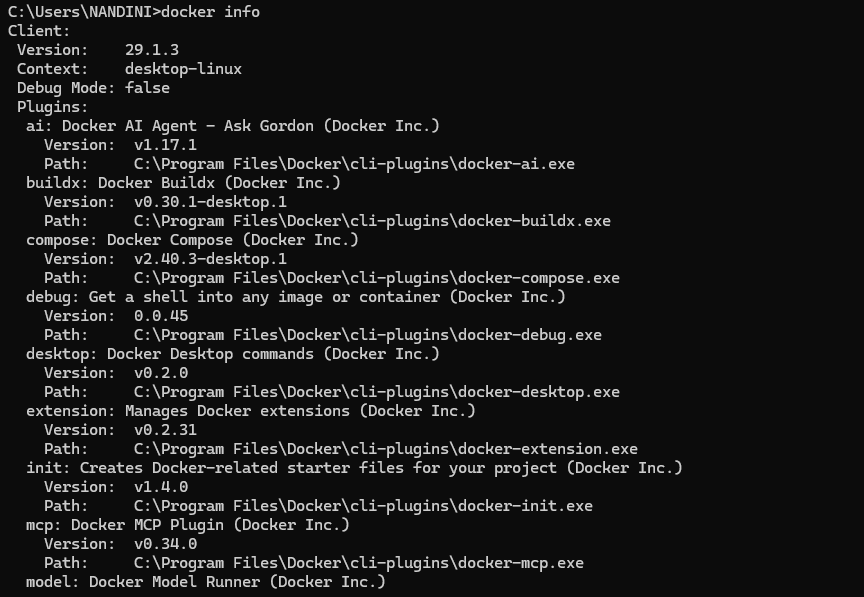 C:\Users\NANDINI>docker info
Client:
 Version:    29.1.3
 Context:    desktop-linux
 Debug Mode: false
 Plugins:
  ai: Docker AI Agent - Ask Gordon (Docker Inc.)
    Version:  v1.17.1
    Path:     C:\Program Files\Docker\cli-plugins\docker-ai.exe
  buildx: Docker Buildx (Docker Inc.)
    Version:  v0.30.1-desktop.1
    Path:     C:\Program Files\Docker\cli-plugins\docker-buildx.exe
  compose: Docker Compose (Docker Inc.)
    Version:  v2.40.3-desktop.1
    Path:     C:\Program Files\Docker\cli-plugins\docker-compose.exe
  debug: Get a shell into any image or container (Docker Inc.)
    Version:  0.0.45
    Path:     C:\Program Files\Docker\cli-plugins\docker-debug.exe
  desktop: Docker Desktop commands (Docker Inc.)
    Version:  v0.2.0
    Path:     C:\Program Files\Docker\cli-plugins\docker-desktop.exe
  extension: Manages Docker extensions (Docker Inc.)
    Version:  v0.2.31
    Path:     C:\Program Files\Docker\cli-plugins\docker-extension.exe
  init: Creates Docker-related starter files for your project (Docker Inc.)
    Version:  v1.4.0
    Path:     C:\Program Files\Docker\cli-plugins\docker-init.exe
  mcp: Docker MCP Plugin (Docker Inc.)
    Version:  v0.34.0
    Path:     C:\Program Files\Docker\cli-plugins\docker-mcp.exe
  model: Docker Model Runner (Docker Inc.)